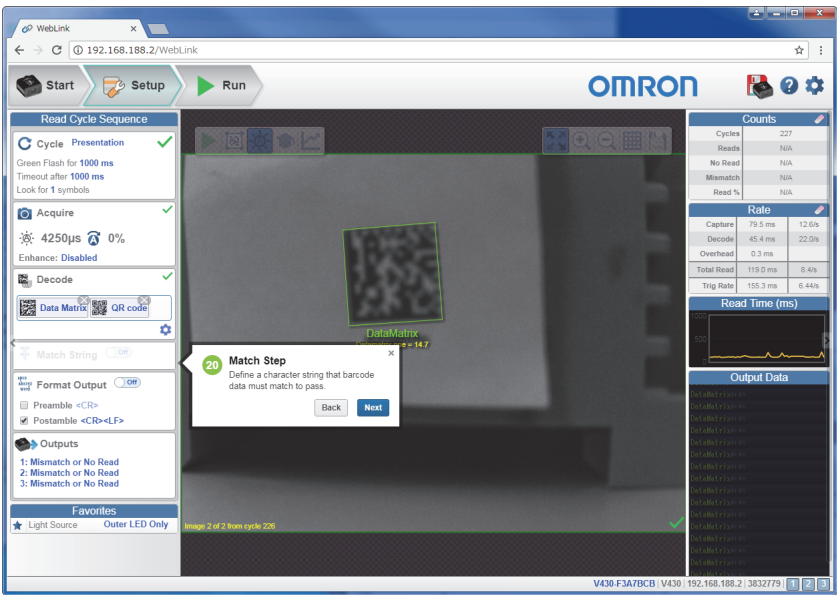 WebLink
192.168.188.2/WebLink
Start
Setup
Run
OMRON
Read Cycle Sequence
Cycle Presentation
Green Flash for 1000 ms
Timeout after 1000 ms
Look for 1 symbols
Acquire
4250µs 0%
Enhance: Disabled
Decode
Data Matrix QR code
Match String Off
Format Output Off
Preamble <CR>
Postamble <CR><LF>
Outputs
1: Mismatch or No Read
2: Mismatch or No Read
3: Mismatch or No Read
Favorites
Light Source Outer LED Only
DataMatrix
= 14.7
20 Match Step
Define a character string that barcode
data must match to pass.
Back Next
Image 2 of 2 from cycle 226
Counts
Cycles 227
Reads N/A
No Read N/A
Mismatch N/A
Read % N/A
Rate
Capture 79.5 ms 12.6/s
Decode 45.4 ms 22.0/s
Overhead 0.3 ms
Total Read 119.0 ms 8.4/s
Trig Rate 155.3 ms 6.44/s
Read Time (ms)
1000
500
0
Output Data
V430-F3A7BCB V430 192.168.188.2 3832779 1 2 3